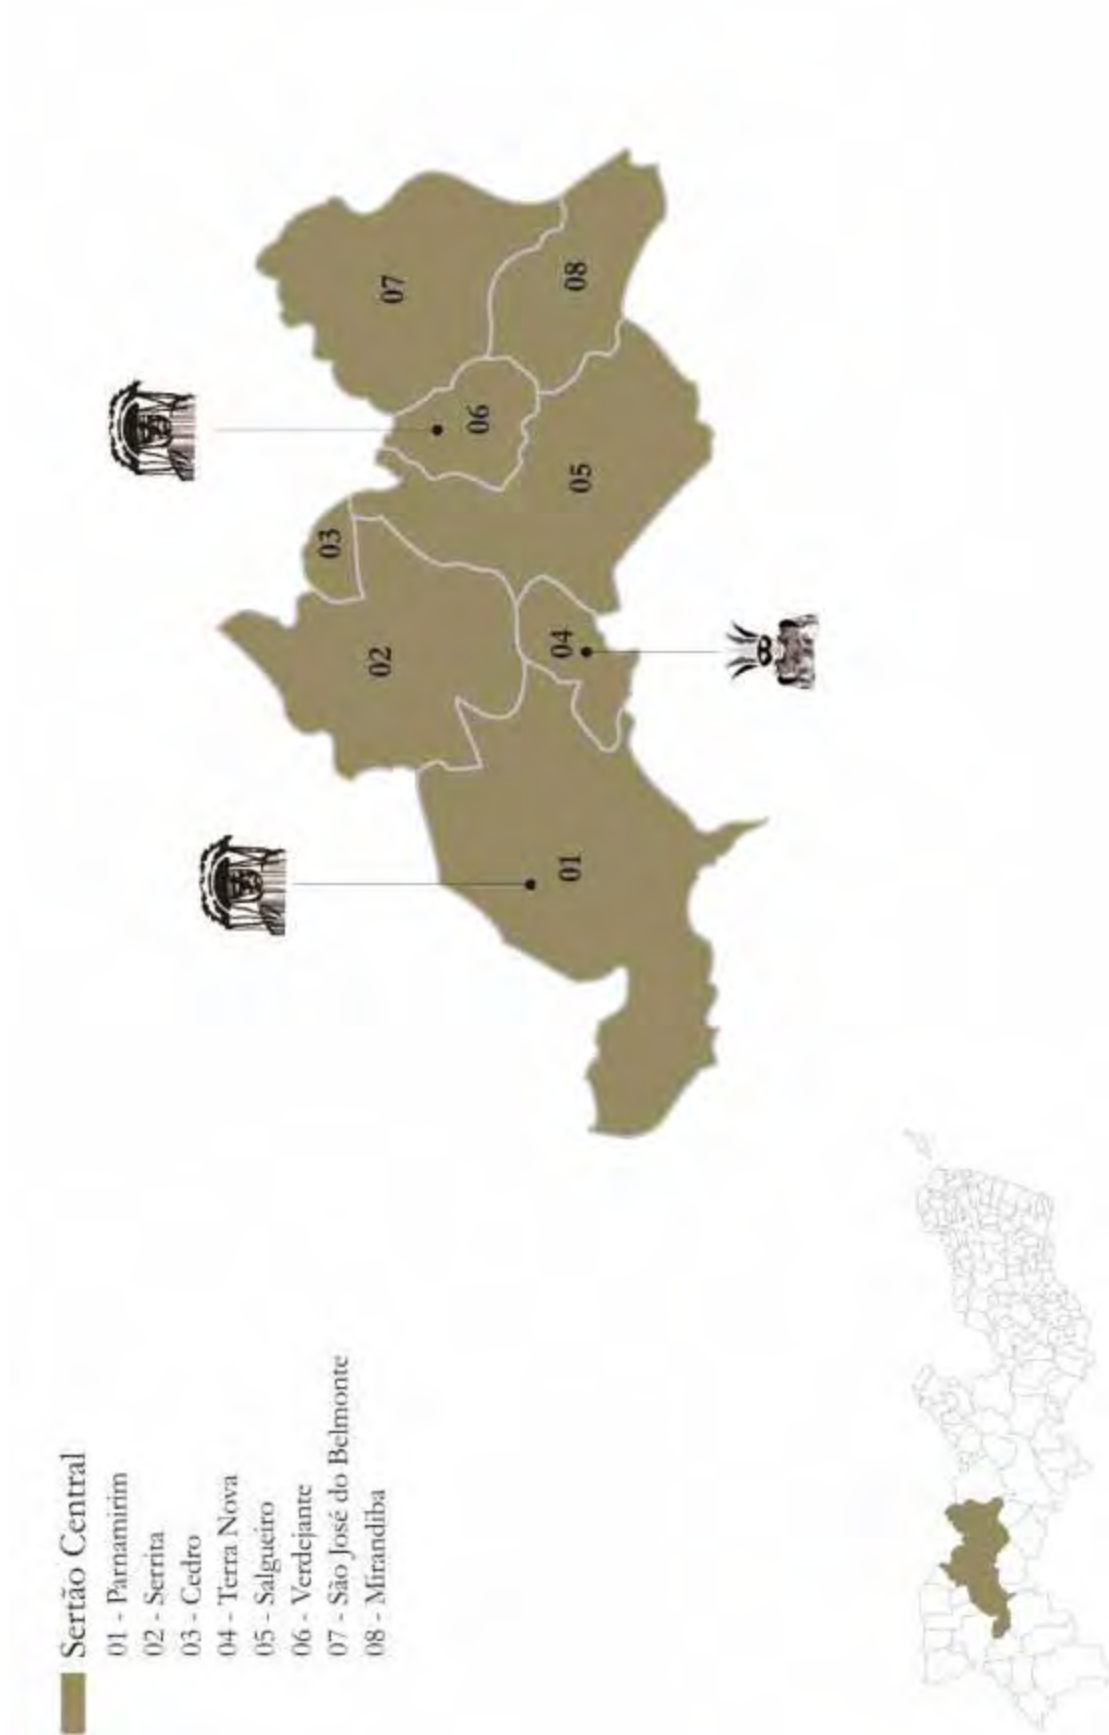 Sertão Central
01 - Parnamirim
02 - Serrita
03 - Cedro
04 - Terra Nova
05 - Salgueiro
06 - Verdejante
07 - São José do Belmonte
08 - Mirandiba
07
08
06
05
03
04
02
01